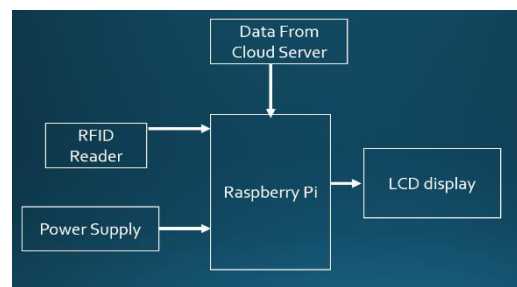 Data From
Cloud Server
RFID
Reader
Raspberry Pi
LCD display
Power Supply